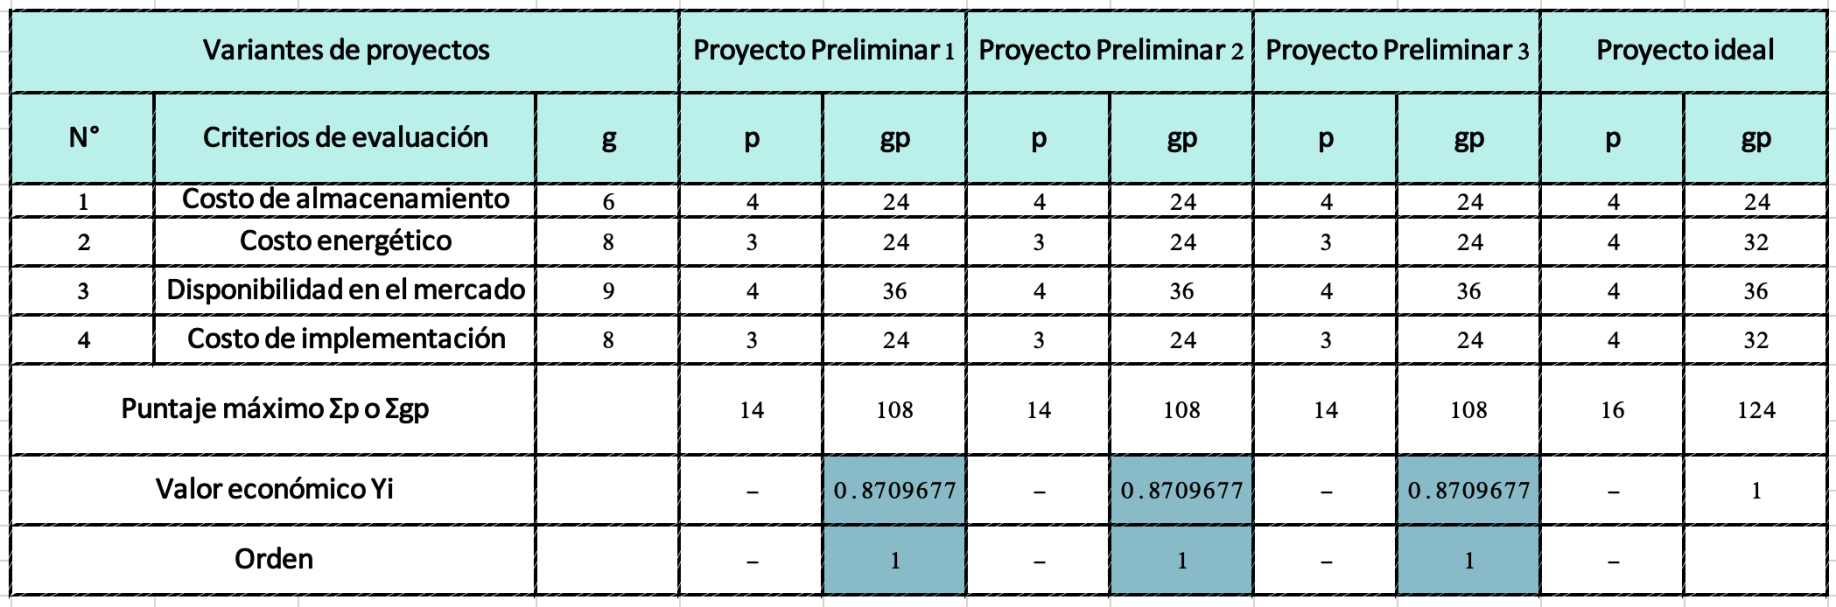 Variantes de proyectos Proyecto Preliminar 1 Proyecto Preliminar 2 Proyecto Preliminar 3 Proyecto ideal
N° Criterios de evaluación g p gp p gp p gp p gp
1 Costo de almacenamiento 6 4 24 4 24 4 24 4 24
2 Costo energético 8 3 24 3 24 3 24 4 32
3 Disponibilidad en el mercado 9 4 36 4 36 4 36 4 36
4 Costo de implementación 8 3 24 3 24 3 24 4 32
Puntaje máximo Σp o Σgp 14 108 14 108 14 108 16 124
Valor económico Yi – 0.8709677 – 0.8709677 – 0.8709677 – 1
Orden – 1 – 1 – 1 –